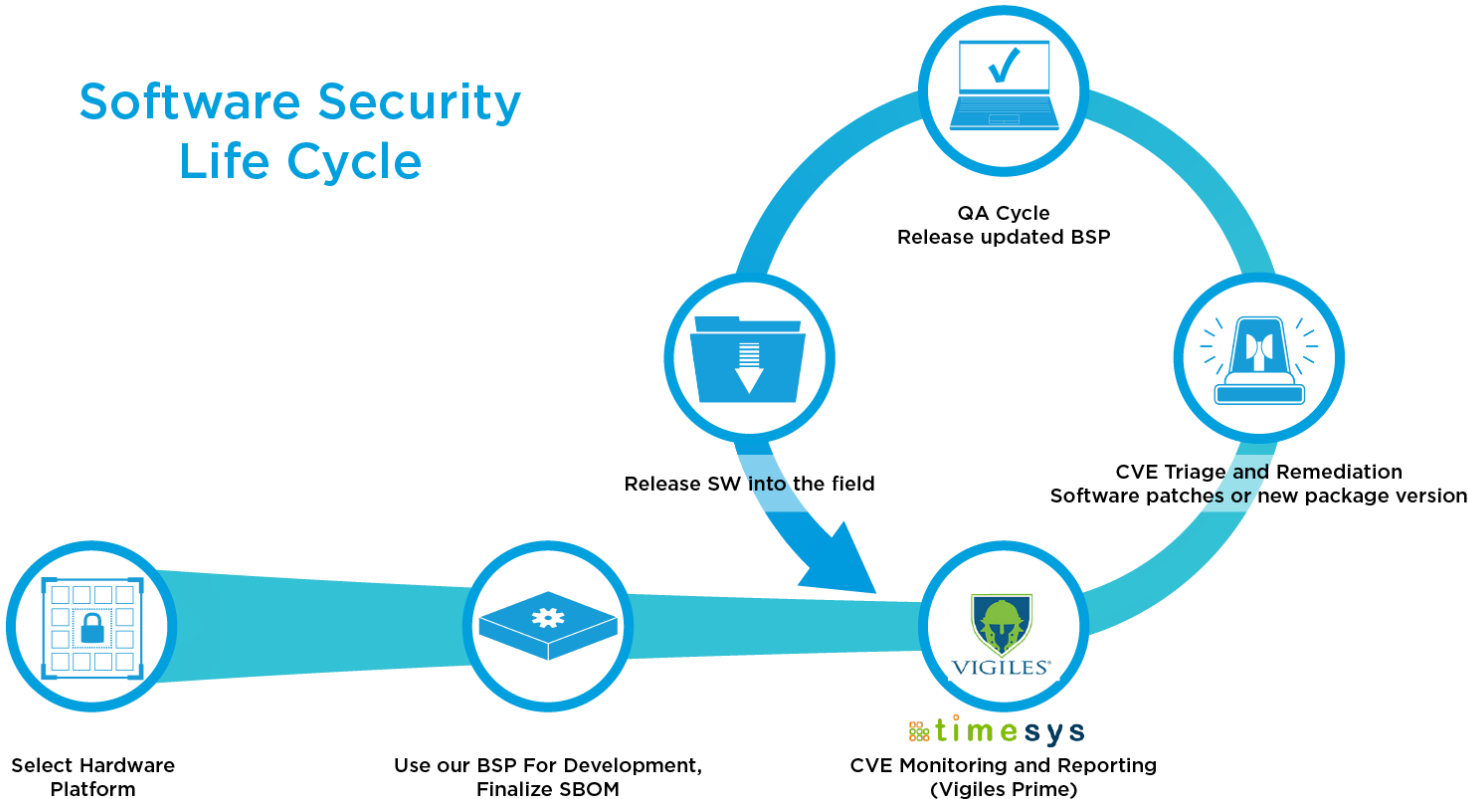 Software Security
Life Cycle
QA Cycle
Release updated BSP
Release SW into the field
CVE Triage and Remediation
Software patches or new package version
VIGILES®
timesys
Select Hardware
Platform
Use our BSP For Development,
Finalize SBOM
CVE Monitoring and Reporting
(Vigiles Prime)